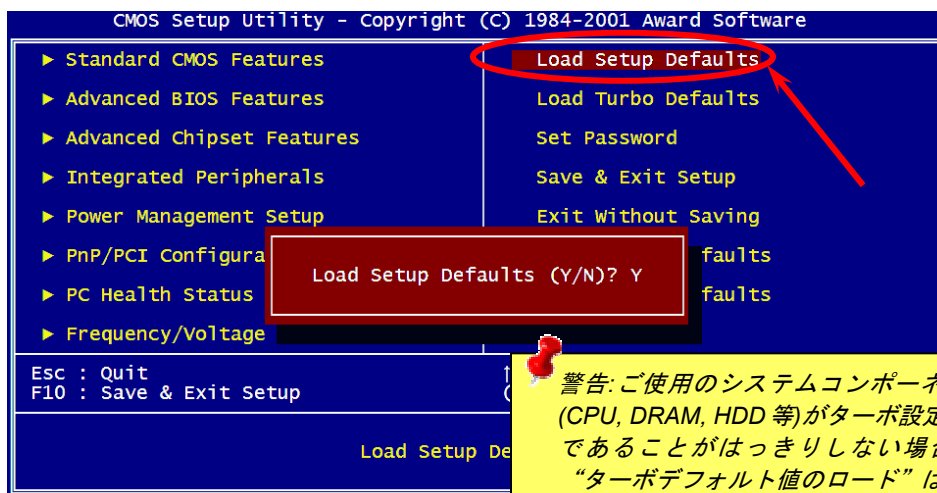 CMOS Setup Utility - Copyright (C) 1984-2001 Award Software
▶ Standard CMOS Features
▶ Advanced BIOS Features
▶ Advanced Chipset Features
▶ Integrated Peripherals
▶ Power Management Setup
▶ PnP/PCI Configura
▶ PC Health Status
▶ Frequency/Voltage
Load Setup Defaults
Load Turbo Defaults
Set Password
Save & Exit Setup
Exit Without Saving
faults
faults
Load Setup Defaults (Y/N)? Y
Esc : Quit
F10 : Save & Exit Setup
Load Setup De
警告:ご使用のシステムコンポーネ
(CPU, DRAM, HDD 等)がターボ設定
であることがはっきりしない場合
“ターボデフォルト値のロード”は